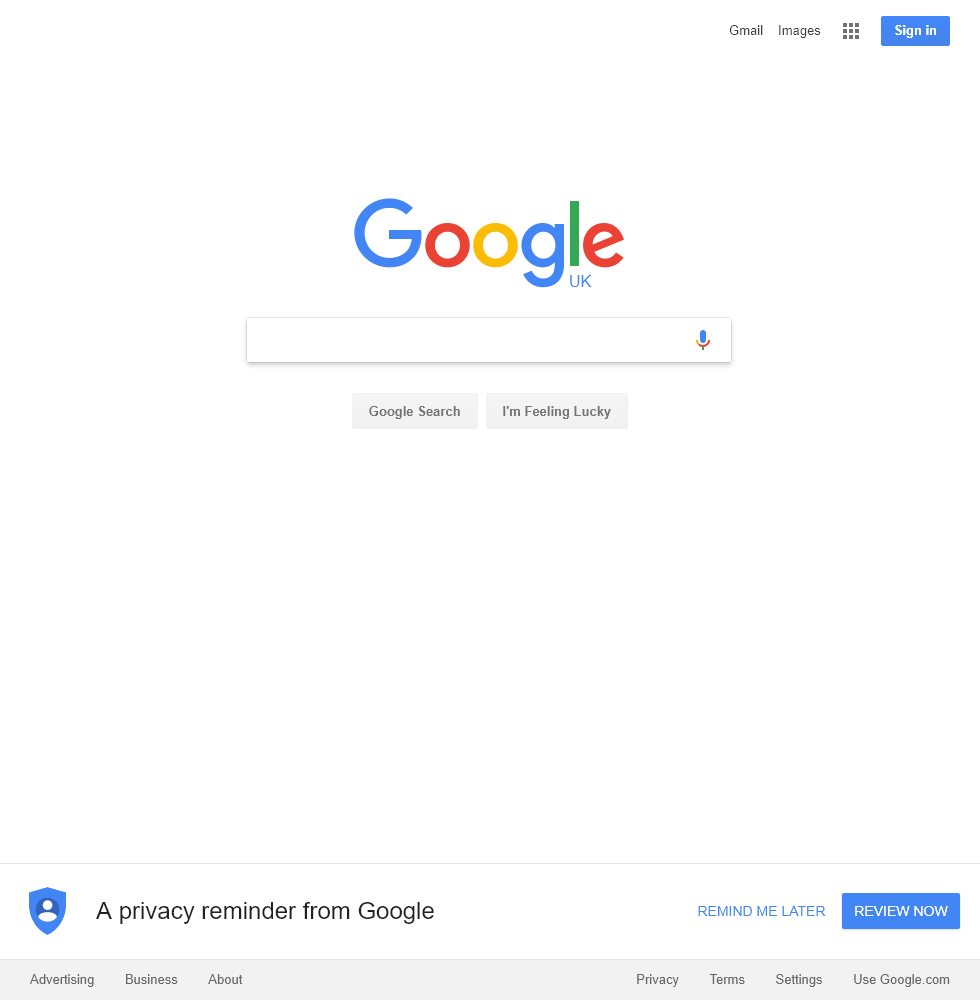 Gmail Images Sign in
Google
UK
Google Search I'm Feeling Lucky
A privacy reminder from Google REMIND ME LATER REVIEW NOW
Advertising Business About Privacy Terms Settings Use Google.com